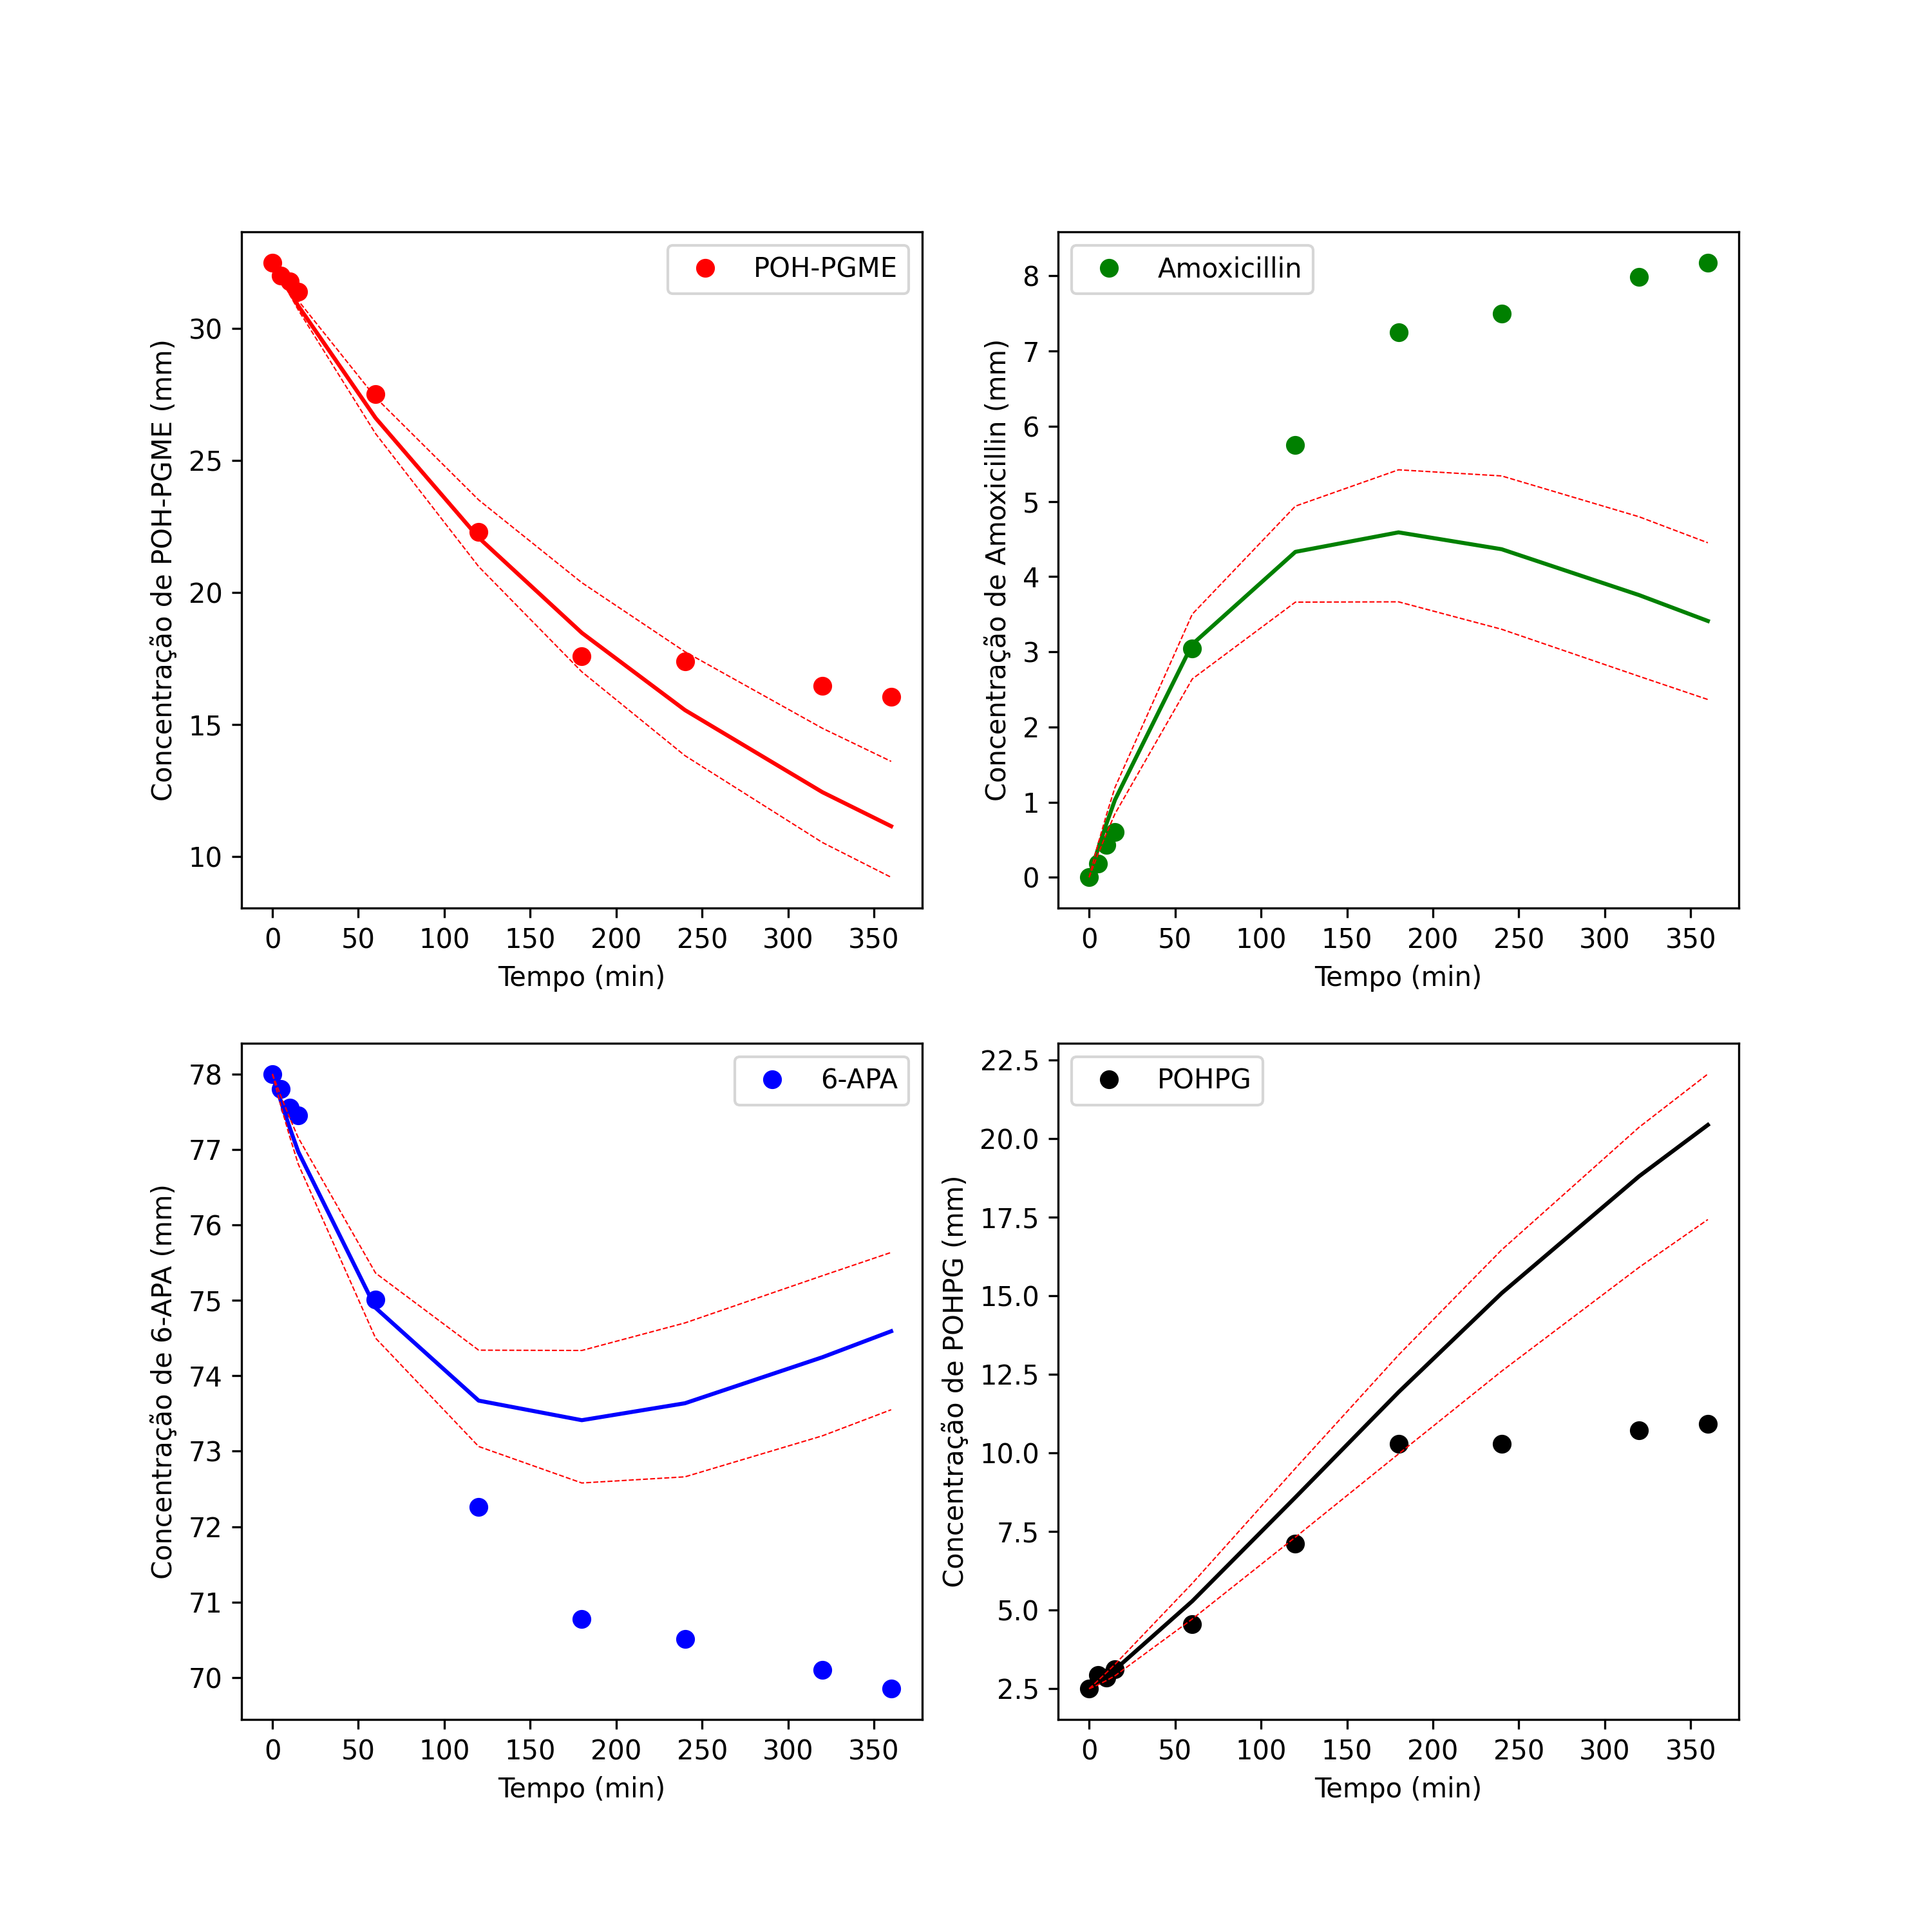 POH-PGME
Concentração de POH-PGME (mm)
30
25
20
15
10
0 50 100 150 200 250 300 350
Tempo (min)
Amoxicillin
Concentração de Amoxicillin (mm)
8
7
6
5
4
3
2
1
0
0 50 100 150 200 250 300 350
Tempo (min)
6-APA
Concentração de 6-APA (mm)
78
77
76
75
74
73
72
71
70
0 50 100 150 200 250 300 350
Tempo (min)
POHPG
Concentração de POHPG (mm)
22.5
20.0
17.5
15.0
12.5
10.0
7.5
5.0
2.5
0 50 100 150 200 250 300 350
Tempo (min)